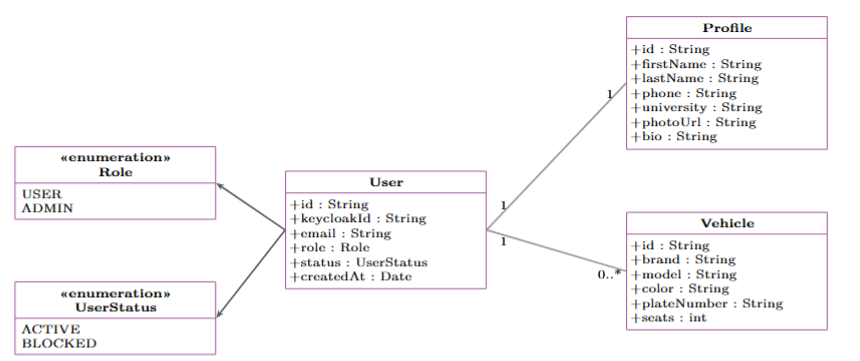 «enumeration»
Role
USER
ADMIN
«enumeration»
UserStatus
ACTIVE
BLOCKED
User
+id : String
+keycloakId : String
+email : String
+role : Role
+status : UserStatus
+createdAt : Date
1
1
1
0..*
Profile
+id : String
+firstName : String
+lastName : String
+phone : String
+university : String
+photoUrl : String
+bio : String
Vehicle
+id : String
+brand : String
+model : String
+color : String
+plateNumber : String
+seats : int